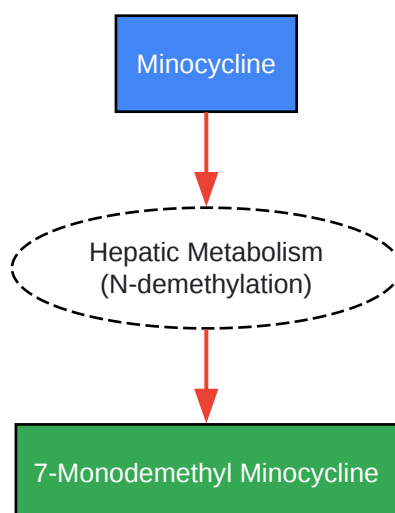 Minocycline
Hepatic Metabolism
(N-demethylation)
7-Monodemethyl Minocycline